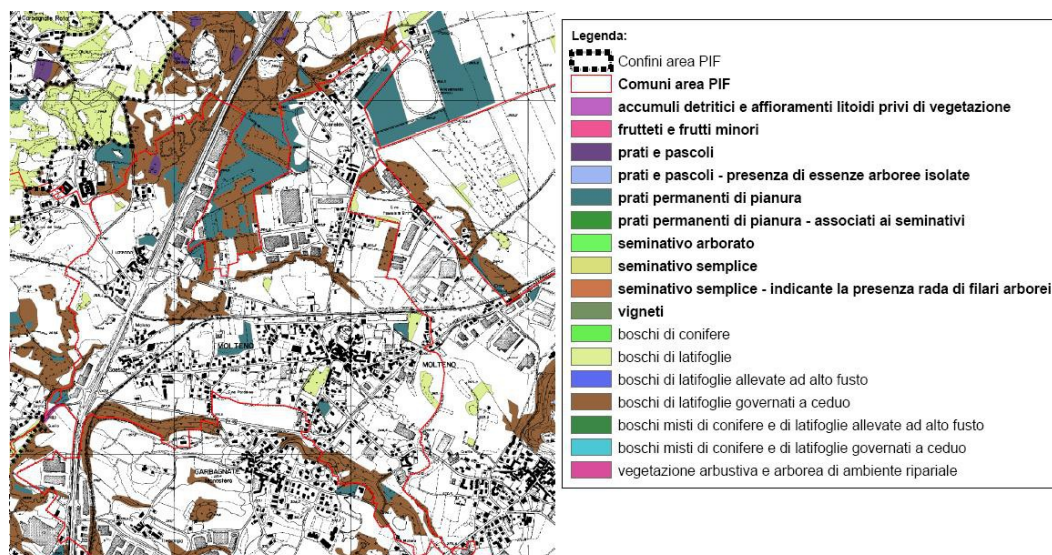 MOLTENO
MOLTENO
GARBAGNATE
Monastero
Legenda:
Confini area PIF
Comuni area PIF
accumuli detritici e affioramenti litoidi privi di vegetazione
frutteti e frutti minori
prati e pascoli
prati e pascoli - presenza di essenze arboree isolate
prati permanenti di pianura
prati permanenti di pianura - associati ai seminativi
seminativo arborato
seminativo semplice
seminativo semplice - indicante la presenza rada di filari arborei
vigneti
boschi di conifere
boschi di latifoglie
boschi di latifoglie allevate ad alto fusto
boschi di latifoglie governati a ceduo
boschi misti di conifere e di latifoglie allevate ad alto fusto
boschi misti di conifere e di latifoglie governati a ceduo
vegetazione arbustiva e arborea di ambiente ripariale